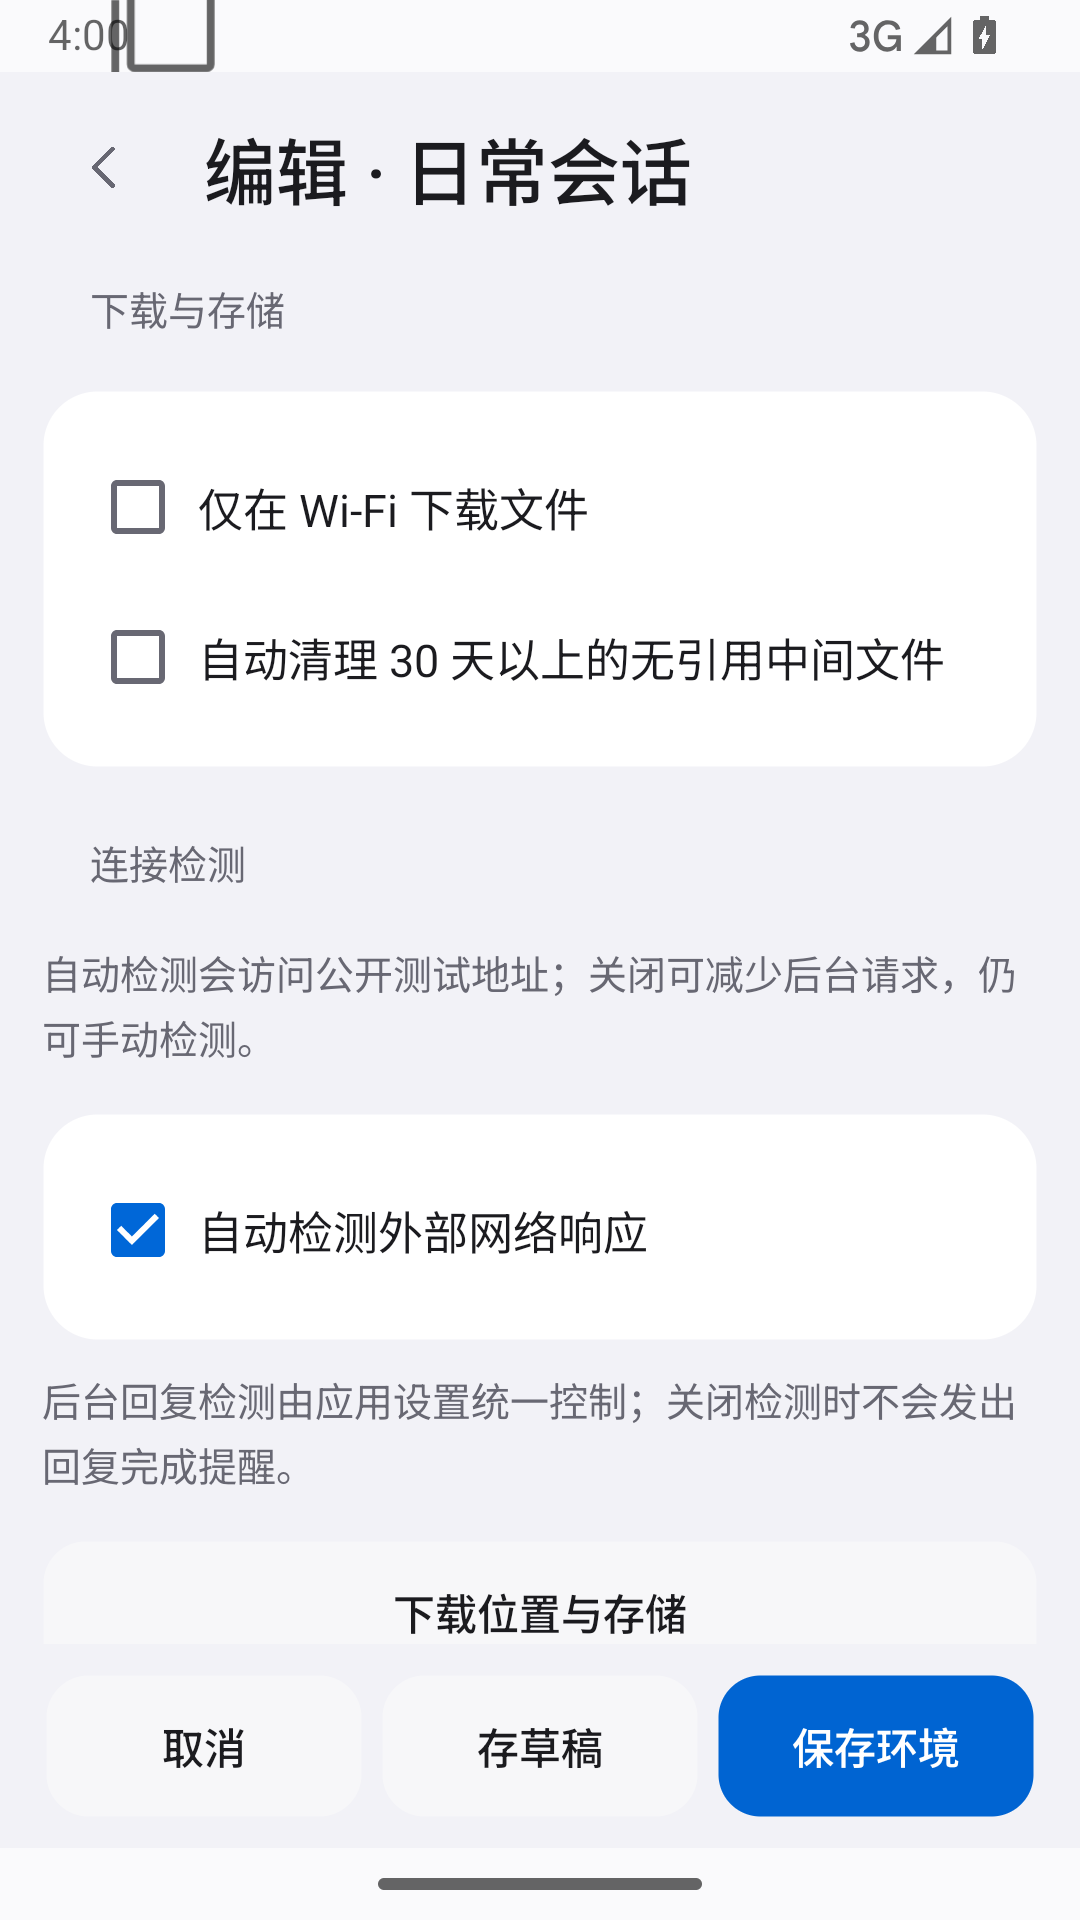 4:00
3G
编辑 · 日常会话
下载与存储
仅在 Wi-Fi 下载文件
自动清理 30 天以上的无引用中间文件
连接检测
自动检测会访问公开测试地址；关闭可减少后台请求，仍
可手动检测。
自动检测外部网络响应
后台回复检测由应用设置统一控制；关闭检测时不会发出
回复完成提醒。
下载位置与存储
取消
存草稿
保存环境